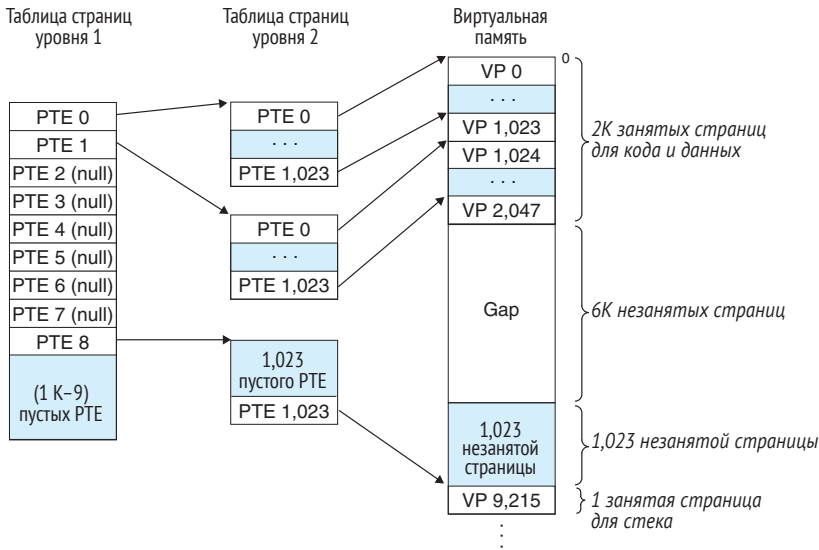 Таблица страниц
уровня 1
Таблица страниц
уровня 2
Виртуальная
память
PTE 0
PTE 1
PTE 2 (null)
PTE 3 (null)
PTE 4 (null)
PTE 5 (null)
PTE 6 (null)
PTE 7 (null)
PTE 8
(1 K–9)
пустых PTE
PTE 0
. . .
PTE 1,023
PTE 0
. . .
PTE 1,023
1,023
пустого PTE
PTE 1,023
0
VP 0
. . .
VP 1,023
VP 1,024
. . .
VP 2,047
Gap
1,023
незанятой
страницы
VP 9,215
. . .
2K занятых страниц
для кода и данных
6K незанятых страниц
1,023 незанятой страницы
1 занятая страница
для стека